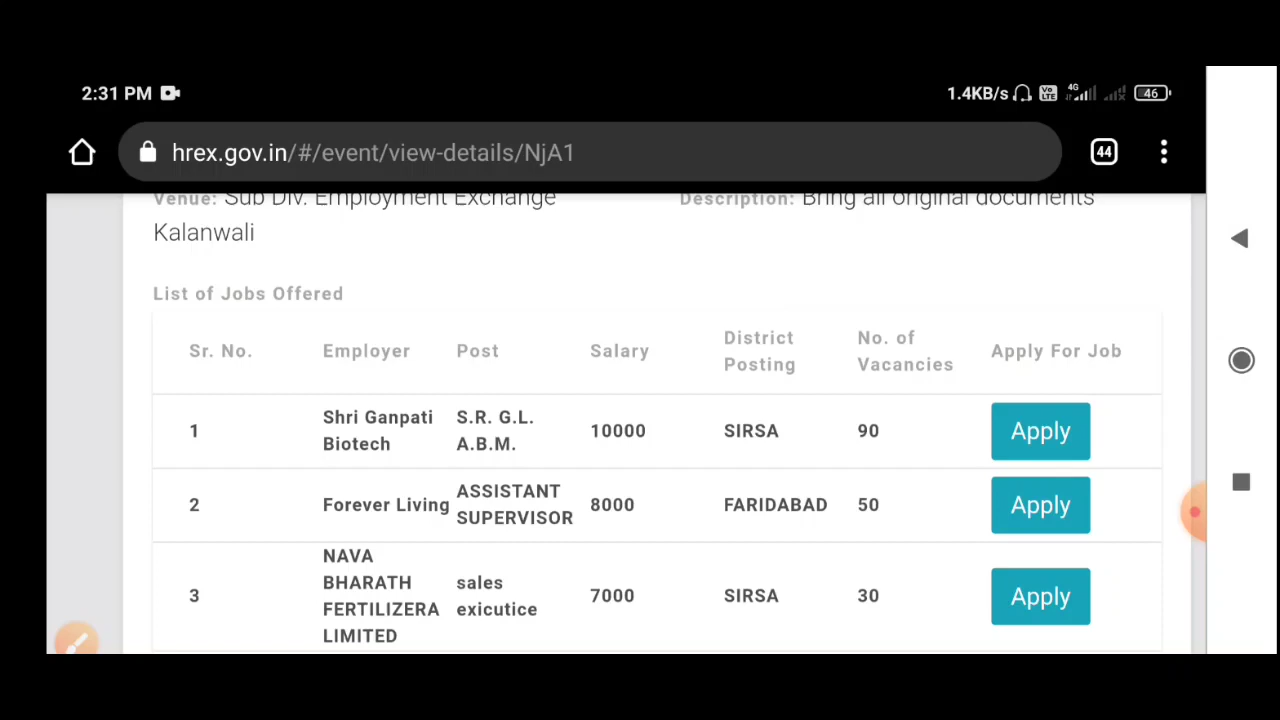 2:31 PM
1.4KB/s Vo LTE 4G 46
hrex.gov.in/#/event/view-details/NjA1
44
Venue: Sub Div. Employment Exchange
Kalanwali
Description: Bring all original documents
List of Jobs Offered
Sr. No. Employer Post Salary District Posting No. of Vacancies Apply For Job
1 Shri Ganpati Biotech S.R. G.L. A.B.M. 10000 SIRSA 90 Apply
2 Forever Living ASSISTANT SUPERVISOR 8000 FARIDABAD 50 Apply
3 NAVA BHARATH FERTILIZERA LIMITED sales exicutice 7000 SIRSA 30 Apply